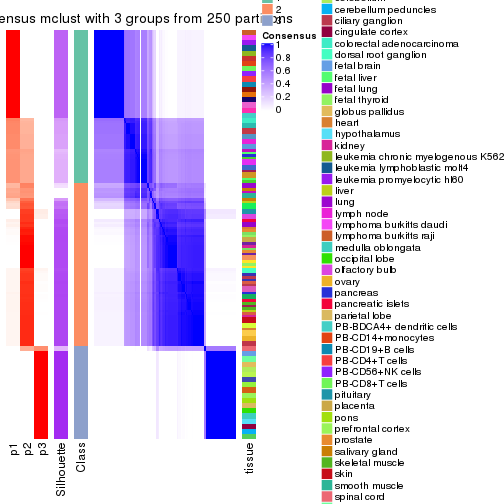 ensus mclust with 3 groups from 250 partitions
2
Consensus
1
0.8
0.6
0.4
0.2
0
cerebellum peduncles
ciliary ganglion
cingulate cortex
colorectal adenocarcinoma
dorsal root ganglion
fetal brain
fetal liver
fetal lung
fetal thyroid
globus pallidus
heart
hypothalamus
kidney
leukemia chronic myelogenous K562
leukemia lymphoblastic molt4
leukemia promyelocytic hl60
liver
lung
lymph node
lymphoma burkitts daudi
lymphoma burkitts raji
medulla oblongata
occipital lobe
olfactory bulb
ovary
pancreas
pancreatic islets
parietal lobe
PB-BDCA4+ dendritic cells
PB-CD14+monocytes
PB-CD19+B cells
PB-CD4+T cells
PB-CD56+NK cells
PB-CD8+T cells
pituitary
placenta
pons
prefrontal cortex
prostate
salivary gland
skeletal muscle
skin
smooth muscle
spinal cord
p1
p2
p3
Silhouette
Class
tissue